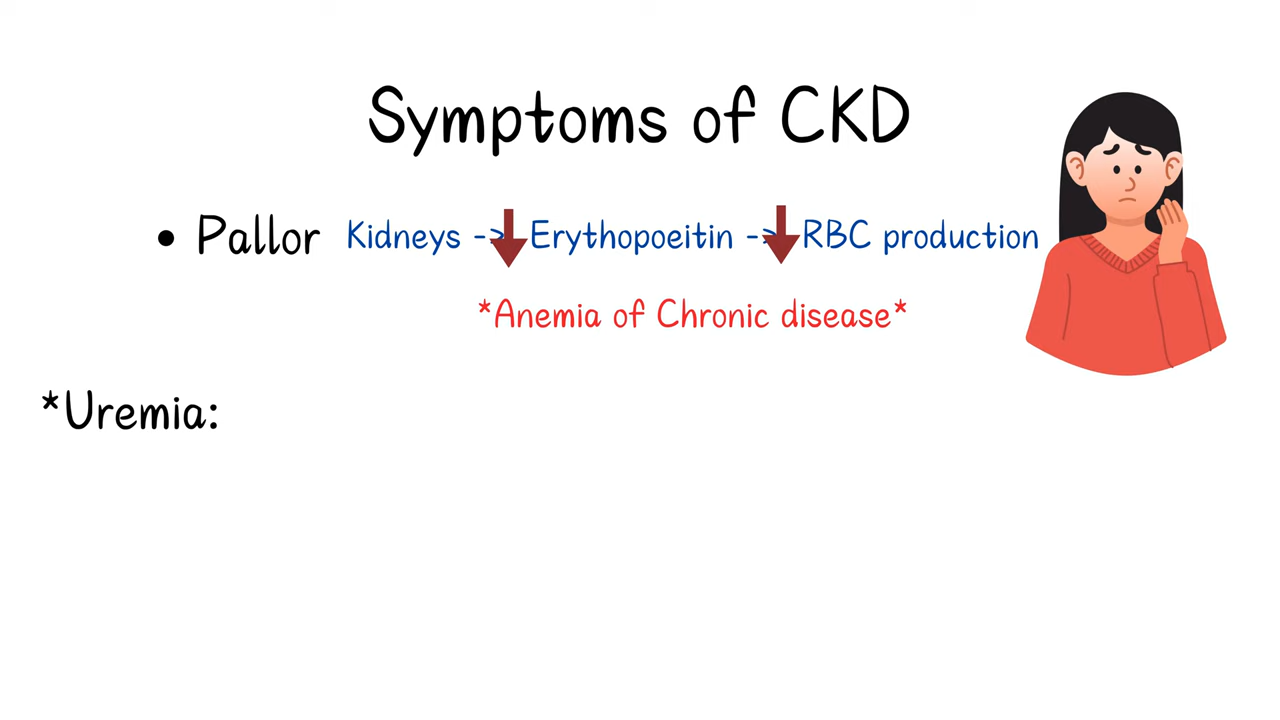 Symptoms of CKD
• Pallor Kidneys -> Erythopoeitin -> RBC production
*Anemia of Chronic disease*
*Uremia: